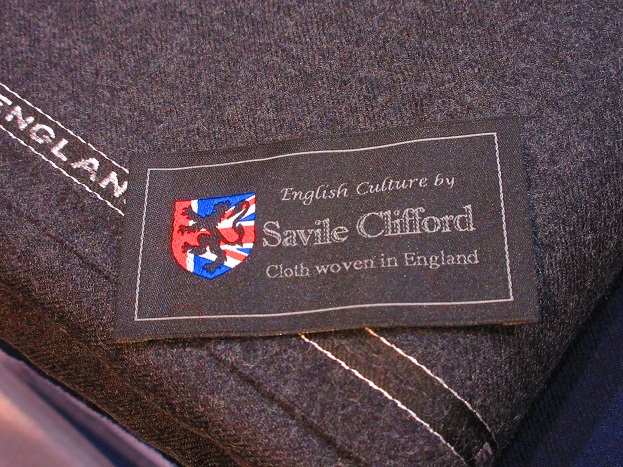 ENGLAN
English Culture by
Savile Clifford
Cloth woven in England